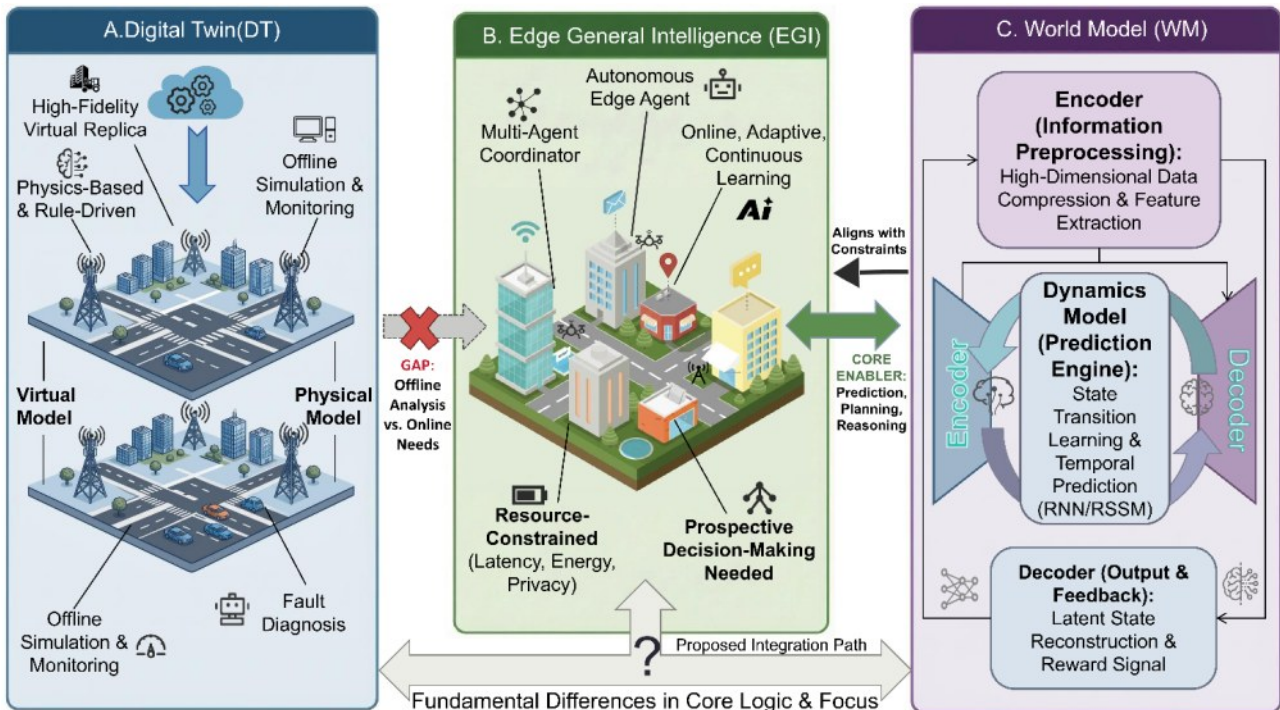 A.Digital Twin(DT)
High-Fidelity
Virtual Replica
Physics-Based
& Rule-Driven
Offline
Simulation &
Monitoring
Virtual
Model
Physical
Model
Offline
Simulation &
Monitoring
Fault
Diagnosis
GAP:
Offline
Analysis
vs. Online
Needs
B. Edge General Intelligence (EGI)
Autonomous
Edge Agent
Multi-Agent
Coordinator
Online, Adaptive,
Continuous
Learning
Ai
Resource-
Constrained
(Latency, Energy,
Privacy)
Prospective
Decision-Making
Needed
Aligns with
Constraints
CORE
ENABLER:
Prediction,
Planning,
Reasoning
C. World Model (WM)
Encoder
(Information
Preprocessing):
High-Dimensional Data
Compression & Feature
Extraction
Encoder
Dynamics
Model
(Prediction
Engine):
State
Transition
Learning &
Temporal
Prediction
(RNN/RSSM)
Decoder
Decoder (Output &
Feedback):
Latent State
Reconstruction &
Reward Signal
?
Proposed Integration Path
Fundamental Differences in Core Logic & Focus